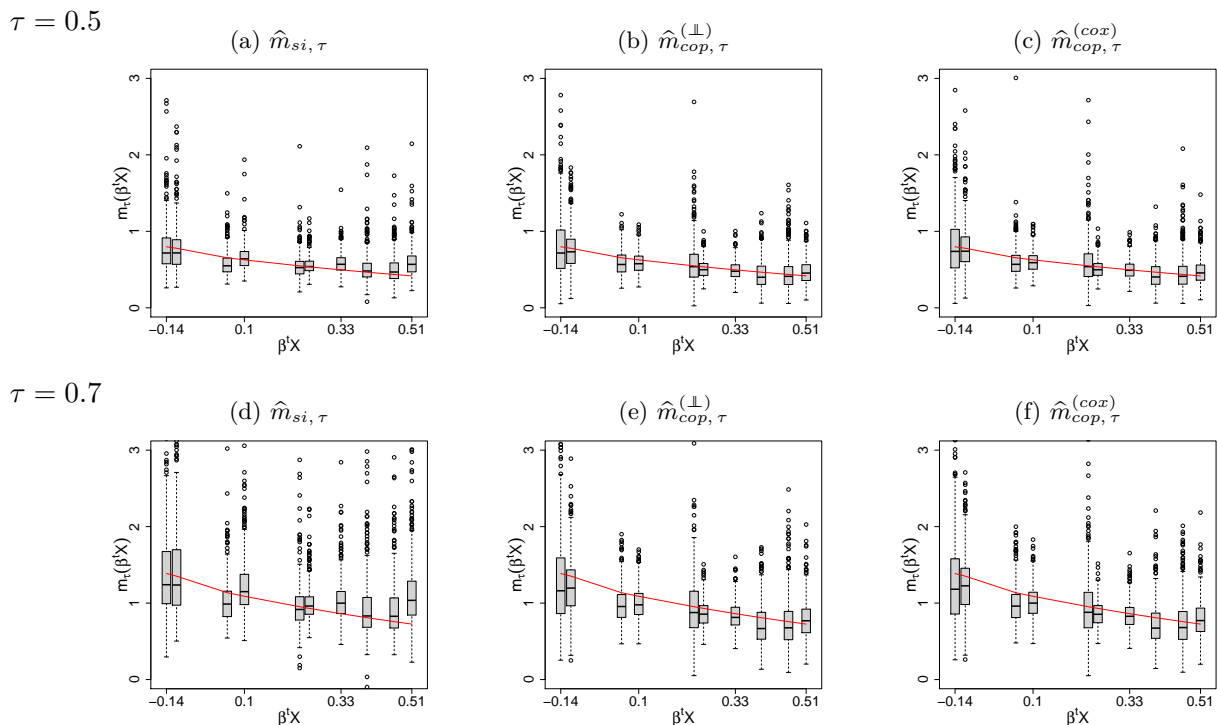 τ = 0.5
(a) m̂_{si, τ}
(b) m̂_{cop, τ}^{(⫫)}
(c) m̂_{cop, τ}^{(cox)}
m_τ(β^tX)
3
2
1
0
−0.14 0.1 0.33 0.51
β^tX
m_τ(β^tX)
3
2
1
0
−0.14 0.1 0.33 0.51
β^tX
m_τ(β^tX)
3
2
1
0
−0.14 0.1 0.33 0.51
β^tX
τ = 0.7
(d) m̂_{si, τ}
(e) m̂_{cop, τ}^{(⫫)}
(f) m̂_{cop, τ}^{(cox)}
m_τ(β^tX)
3
2
1
0
−0.14 0.1 0.33 0.51
β^tX
m_τ(β^tX)
3
2
1
0
−0.14 0.1 0.33 0.51
β^tX
m_τ(β^tX)
3
2
1
0
−0.14 0.1 0.33 0.51
β^tX